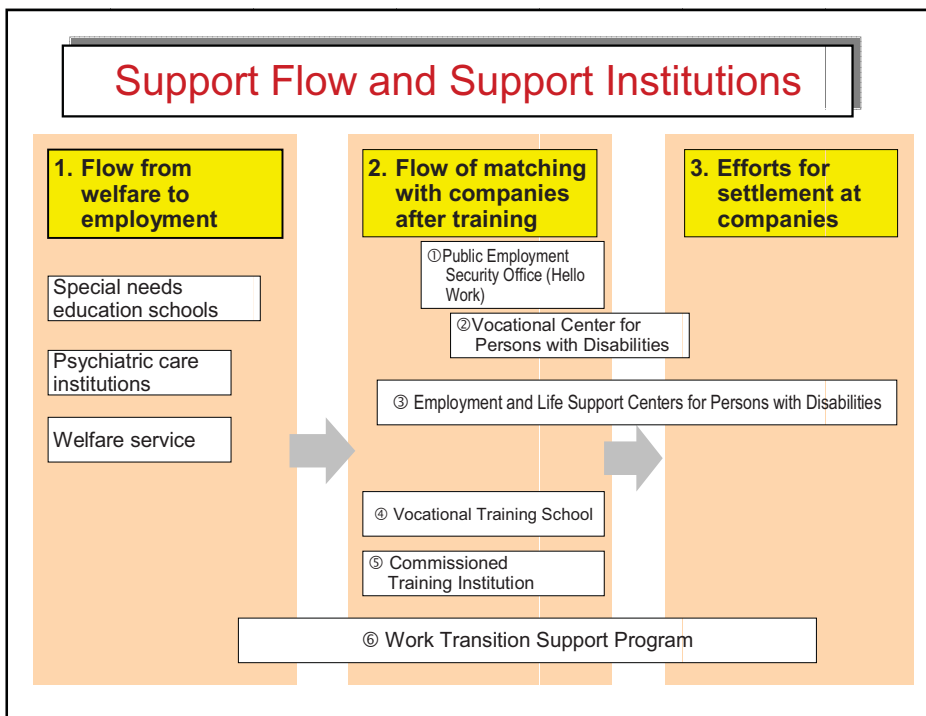 Support Flow and Support Institutions
1. Flow from
welfare to
employment
Special needs
education schools
Psychiatric care
institutions
Welfare service
2. Flow of matching
with companies
after training
①Public Employment
Security Office (Hello
Work)
②Vocational Center for
Persons with Disabilities
③ Employment and Life Support Centers for Persons with Disabilities
④ Vocational Training School
⑤ Commissioned
Training Institution
⑥ Work Transition Support Program
3. Efforts for
settlement at
companies